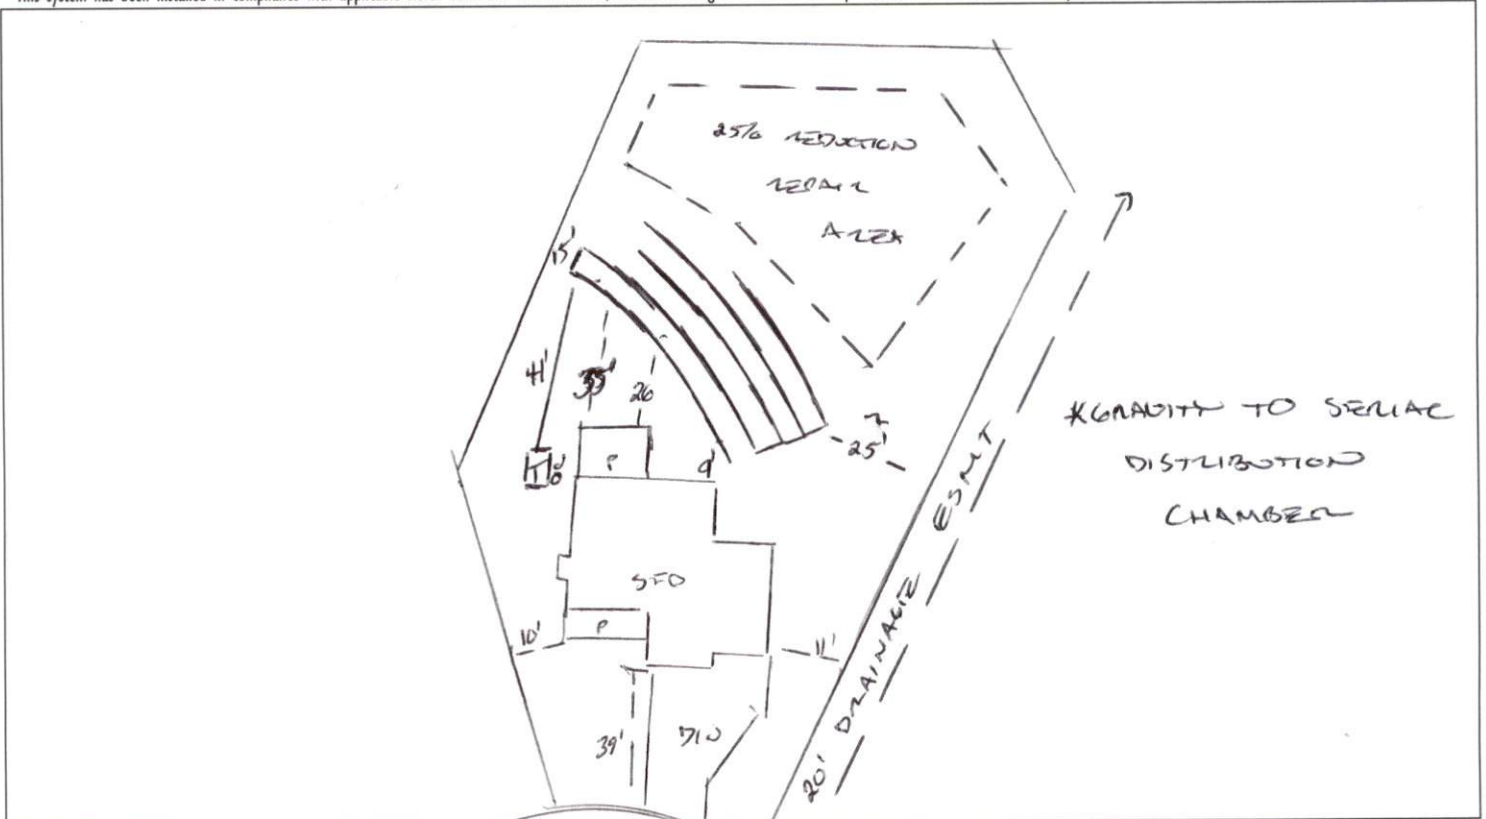 25% REDUCTION
REPAIR
AREA
15'
41'
35'
26
25'
T
P
9'
*GRAVITY TO SERIAL
DISTRIBUTION
CHAMBER
SFD
P
10'
11'
20' DRAINAGE ESMT
39'
D/W